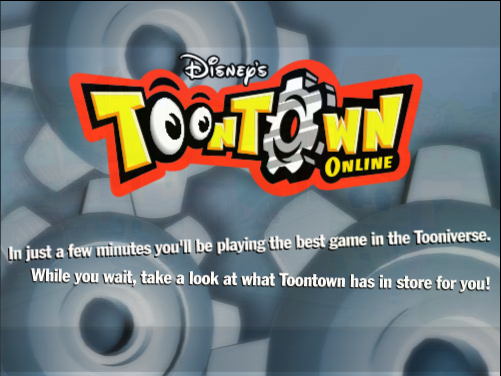 Disney's
TOONTOWN
ONLINE
In just a few minutes you'll be playing the best game in the Tooniverse.
While you wait, take a look at what Toontown has in store for you!